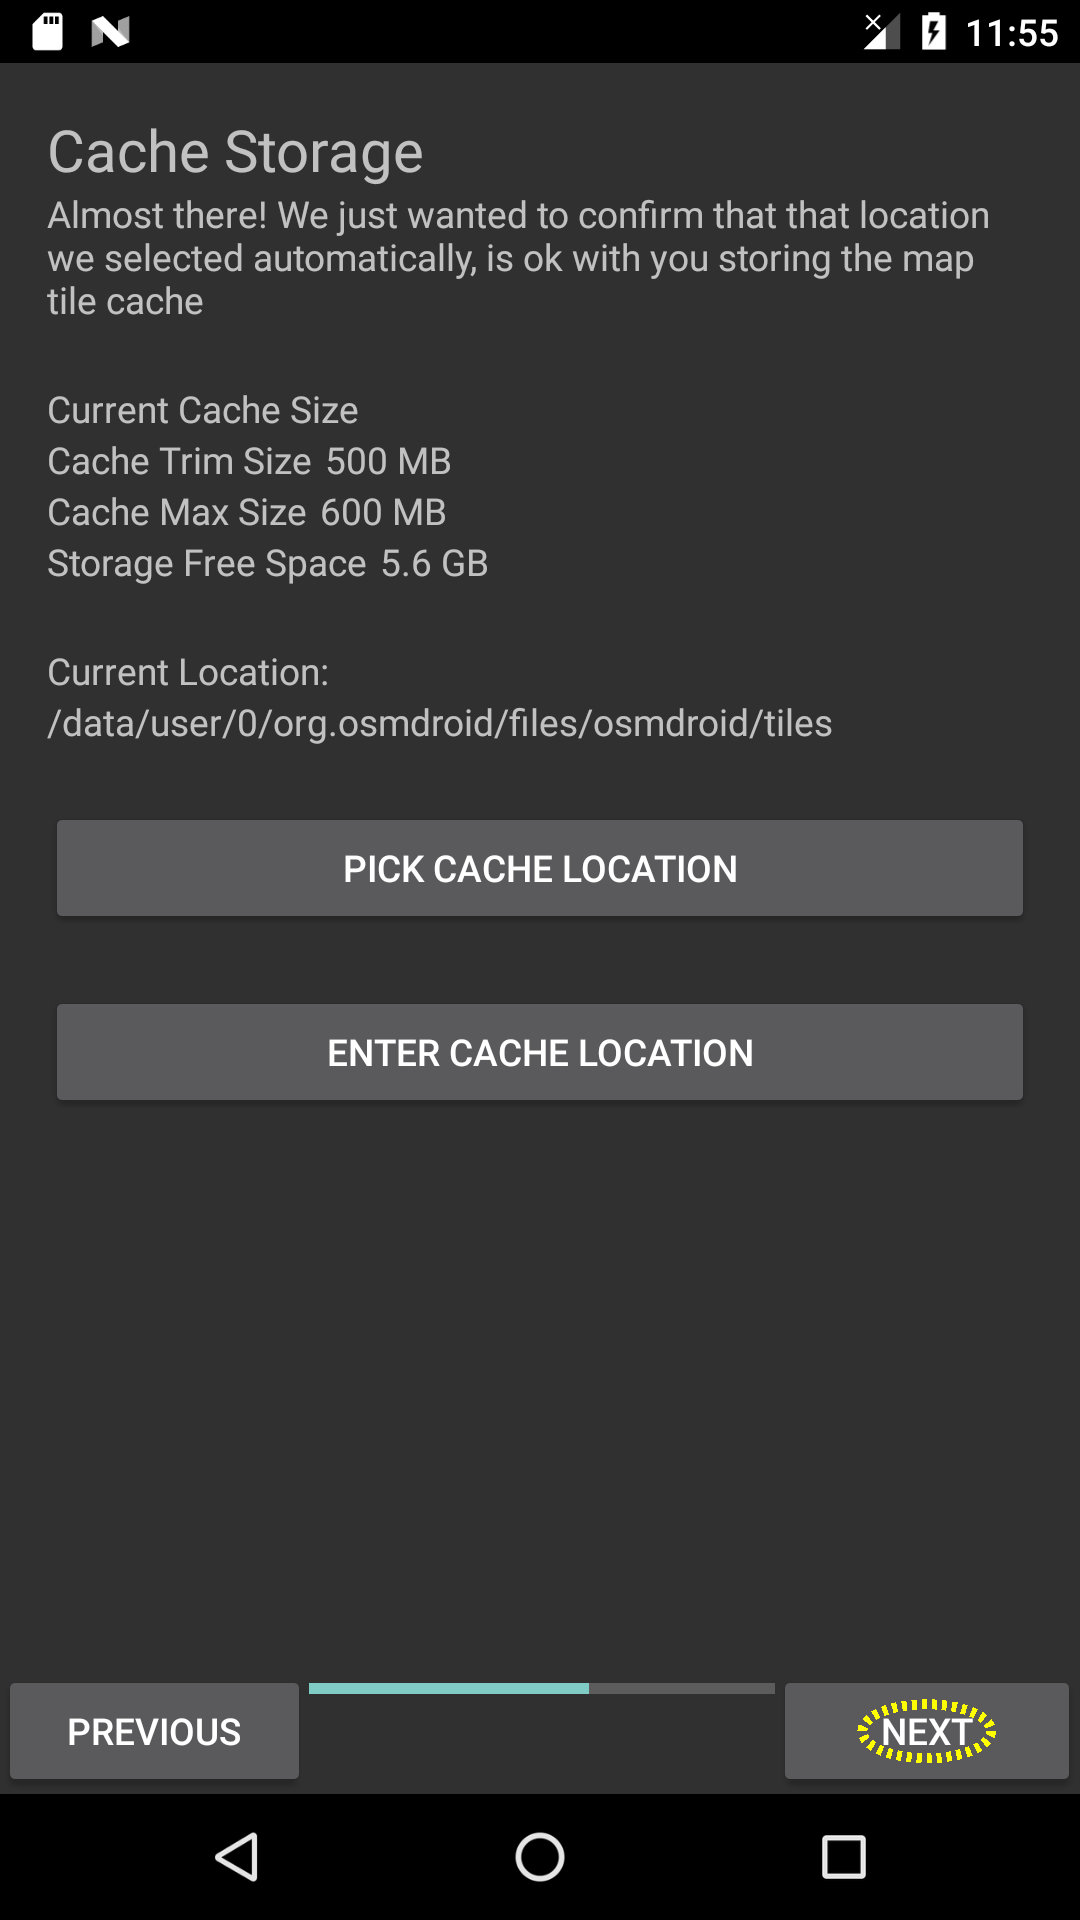 11:55
Cache Storage
Almost there! We just wanted to confirm that that location
we selected automatically, is ok with you storing the map
tile cache
Current Cache Size
Cache Trim Size 500 MB
Cache Max Size 600 MB
Storage Free Space 5.6 GB
Current Location:
/data/user/0/org.osmdroid/files/osmdroid/tiles
PICK CACHE LOCATION
ENTER CACHE LOCATION
PREVIOUS
NEXT